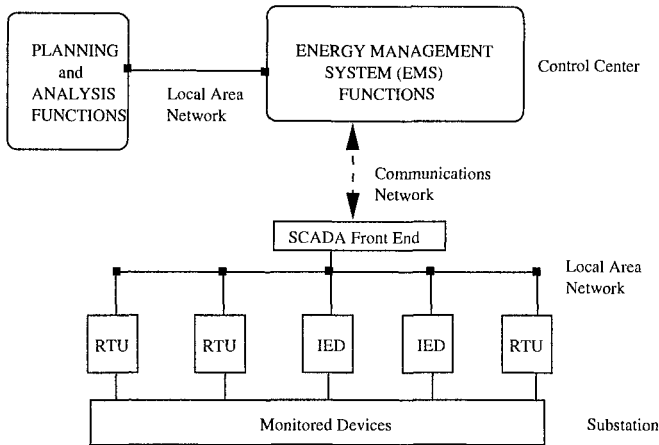 PLANNING
and
ANALYSIS
FUNCTIONS
Local Area
Network
ENERGY MANAGEMENT
SYSTEM (EMS)
FUNCTIONS
Control Center
Communications
Network
SCADA Front End
Local Area
Network
RTU
RTU
IED
IED
RTU
Monitored Devices
Substation